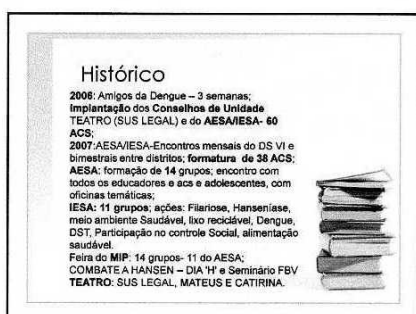 Histórico
2006: Amigos da Dengue – 3 semanas;
Implantação dos Conselhos de Unidade
TEATRO (SUS LEGAL) e do AESA/IESA- 60
ACS;
2007:AESA/IESA-Encontros mensais do DS VI e
bimestrais entre distritos; formatura de 38 ACS;
AESA: formação de 14 grupos; encontro com
todos os educadores e acs e adolescentes, com
oficinas temáticas;
IESA: 11 grupos; ações: Filariose, Hanseníase,
meio ambiente Saudável, lixo reciclável, Dengue,
DST, Participação no controle Social, alimentação
saudável.
Feira do MIP: 14 grupos- 11 do AESA;
COMBATE A HANSEN – DIA 'H' e Seminário FBV
TEATRO: SUS LEGAL, MATEUS E CATIRINA.